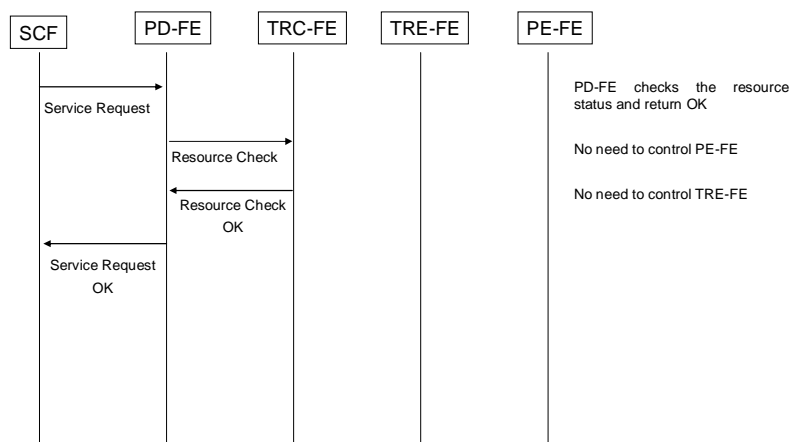 SCF PD-FE TRC-FE TRE-FE PE-FE
Service Request
PD-FE checks the resource
status and return OK
Resource Check
No need to control PE-FE
Resource Check
OK
No need to control TRE-FE
Service Request
OK